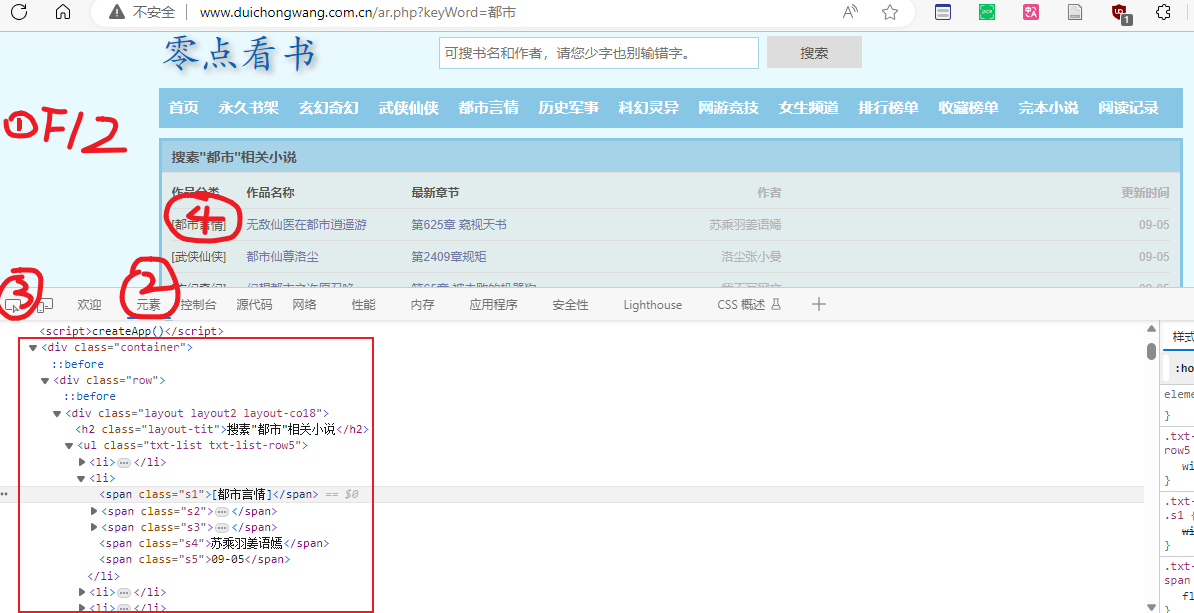 不安全 www.duichongwang.com.cn/ar.php?keyWord=都市
零点看书 可搜书名和作者，请您少字也别输错字。 搜索
①F12
首页 永久书架 玄幻奇幻 武侠仙侠 都市言情 历史军事 科幻灵异 网游竞技 女生频道 排行榜单 收藏榜单 完本小说 阅读记录
搜素"都市"相关小说
作品分类 作品名称 最新章节 作者 更新时间
[都市言情] 无敌仙医在都市逍遥游 第625章 窥视天书 苏乘羽姜语嫣 09-05
④
[武侠仙侠] 都市仙尊洛尘 第2409章规矩 洛尘张小曼 09-05
③ ②
欢迎 元素 控制台 源代码 网络 性能 内存 应用程序 安全性 Lighthouse CSS 概述
<script>createApp()</script>
<div class="container">
::before
<div class="row">
::before
<div class="layout layout2 layout-co18">
<h2 class="layout-tit">搜素"都市"相关小说</h2>
<ul class="txt-list txt-list-row5">
<li>…</li>
<li>
<span class="s1">[都市言情]</span> == $0
<span class="s2">…</span>
<span class="s3">…</span>
<span class="s4">苏乘羽姜语嫣</span>
<span class="s5">09-05</span>
</li>
<li>…</li>
<li>…</li>
样式
:ho
eleme
}
.txt-
row5
wi
}
.txt-
.s1 {
wi
}
.txt-
span
fl
}